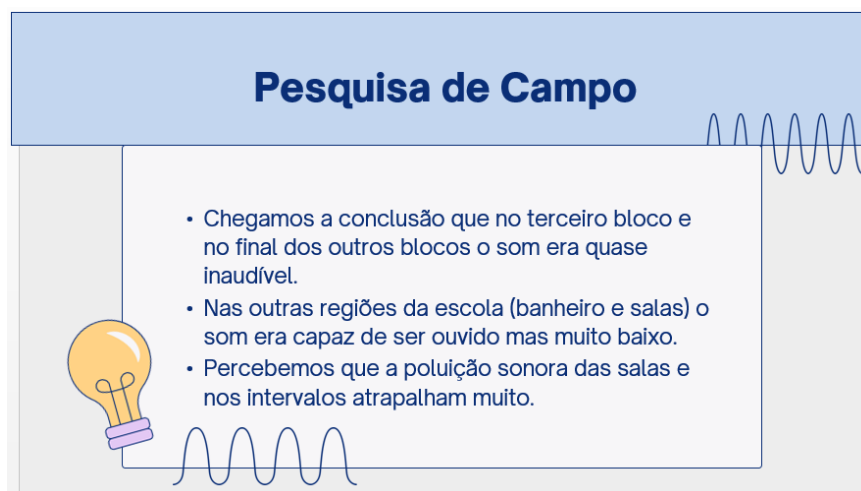 Pesquisa de Campo
• Chegamos a conclusão que no terceiro bloco e
no final dos outros blocos o som era quase
inaudível.
• Nas outras regiões da escola (banheiro e salas) o
som era capaz de ser ouvido mas muito baixo.
• Percebemos que a poluição sonora das salas e
nos intervalos atrapalham muito.